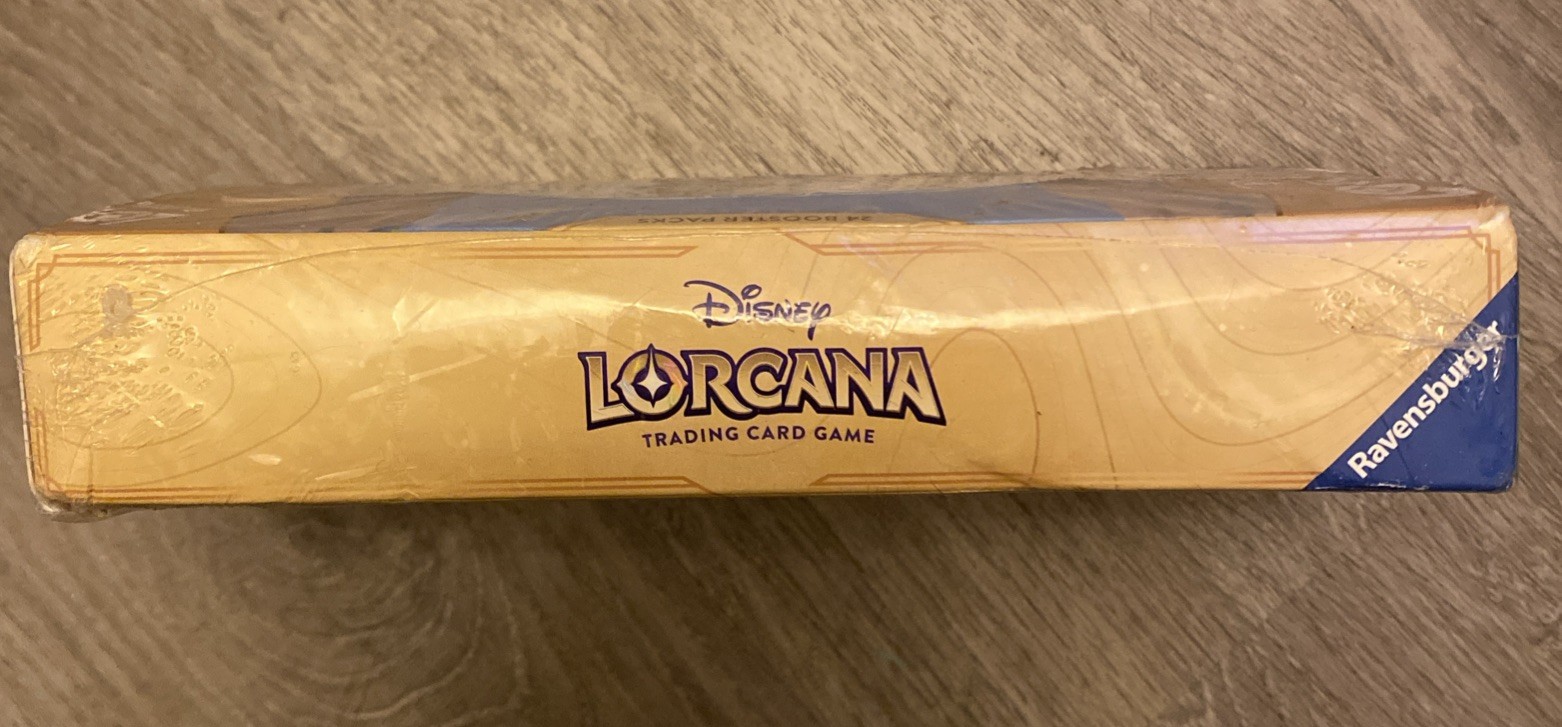 24 BOOSTER PACKS
Disney
LORCANA
TRADING CARD GAME
Ravensburger